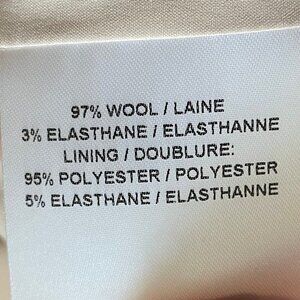 97% WOOL / LAINE
3% ELASTHANE / ELASTHANNE
LINING / DOUBLURE:
95% POLYESTER / POLYESTER
5% ELASTHANE / ELASTHANNE